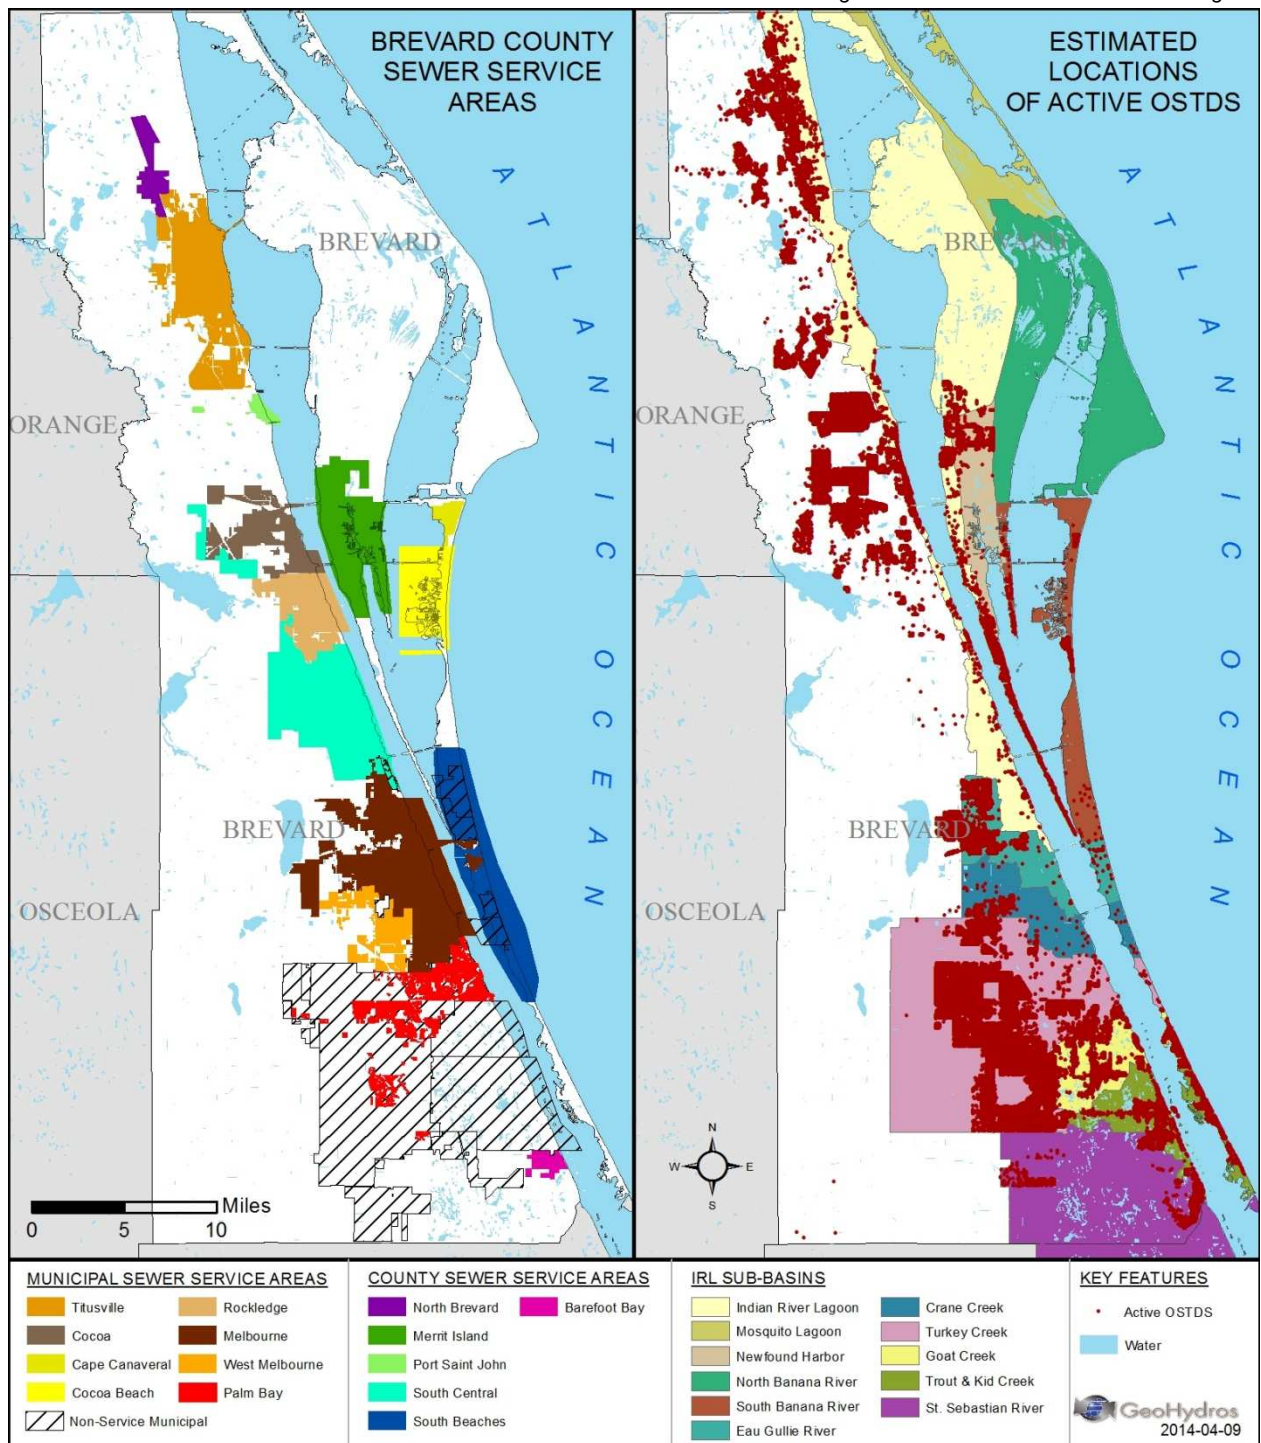 BREVARD COUNTY
SEWER SERVICE
AREAS
ATLANTIC OCEAN
BREVARD
ORANGE
BREVARD
OSCEOLA
Miles
0 5 10
ESTIMATED
LOCATIONS
OF ACTIVE OSTDS
ATLANTIC OCEAN
BREVARD
ORANGE
BREVARD
OSCEOLA
N
W E
S
MUNICIPAL SEWER SERVICE AREAS
Titusville
Rockledge
Cocoa
Melbourne
Cape Canaveral
West Melbourne
Cocoa Beach
Palm Bay
Non-Service Municipal
COUNTY SEWER SERVICE AREAS
North Brevard
Barefoot Bay
Merrit Island
Port Saint John
South Central
South Beaches
IRL SUB-BASINS
Indian River Lagoon
Crane Creek
Mosquito Lagoon
Turkey Creek
Newfound Harbor
Goat Creek
North Banana River
Trout & Kid Creek
South Banana River
St. Sebastian River
Eau Gullie River
KEY FEATURES
Active OSTDS
Water
GeoHydros
2014-04-09